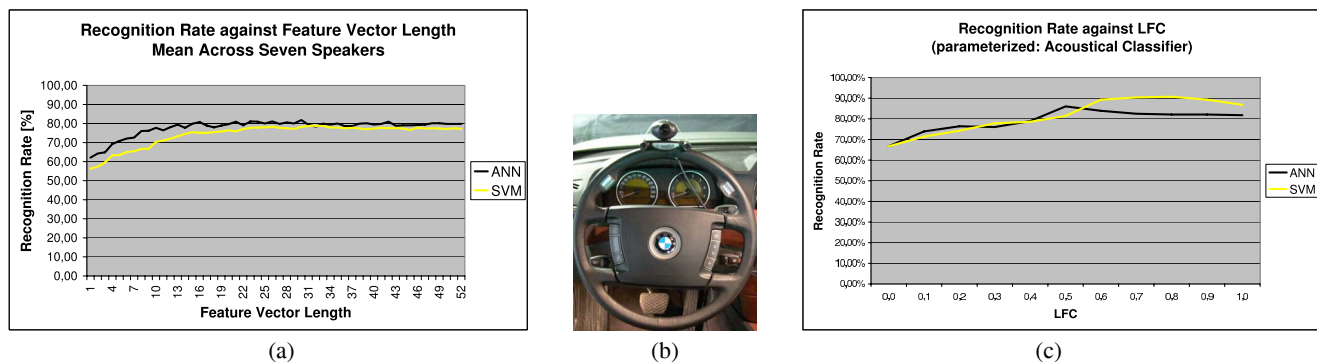 Recognition Rate against Feature Vector Length
Mean Across Seven Speakers
Recognition Rate [%]
100,00
90,00
80,00
70,00
60,00
50,00
40,00
30,00
20,00
10,00
0,00
1 4 7 10 13 16 19 22 25 28 31 34 37 40 43 46 49 52
Feature Vector Length
ANN
SVM
(a)
(b)
Recognition Rate against LFC
(parameterized: Acoustical Classifier)
Recognition Rate
100,00%
90,00%
80,00%
70,00%
60,00%
50,00%
40,00%
30,00%
20,00%
10,00%
0,00%
0,0 0,1 0,2 0,3 0,4 0,5 0,6 0,7 0,8 0,9 1,0
LFC
ANN
SVM
(c)